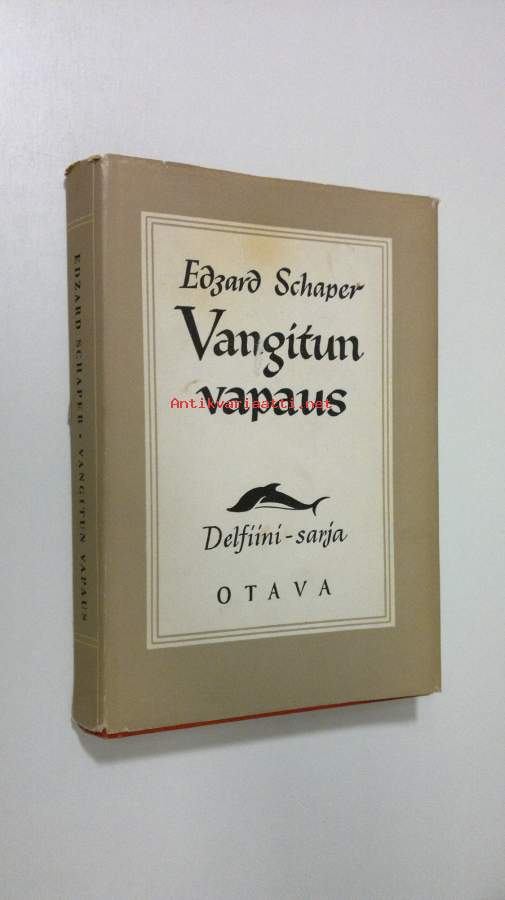 Edzard Schaper
Vangitun
vapaus
Antikvariaatti.net
Delfiini-sarja
OTAVA
EDZARD SCHAPER • VANGITUN VAPAUS